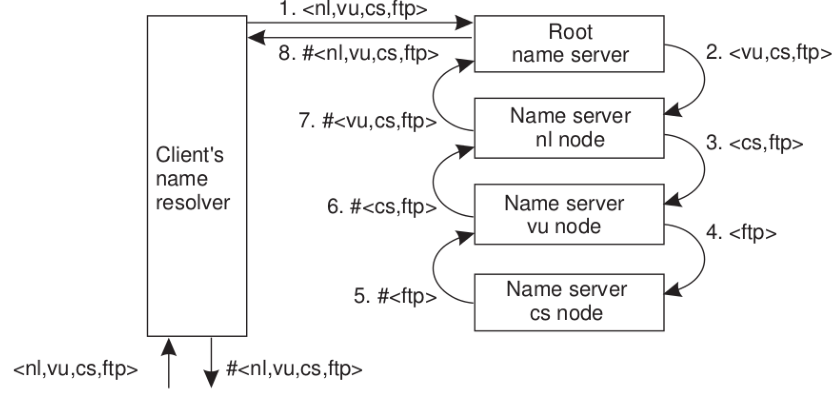 1. <nl,vu,cs,ftp>
Root
name server
8. #<nl,vu,cs,ftp>
2. <vu,cs,ftp>
7. #<vu,cs,ftp>
Name server
nl node
3. <cs,ftp>
Client's
name
resolver
6. #<cs,ftp>
Name server
vu node
4. <ftp>
5. #<ftp>
Name server
cs node
<nl,vu,cs,ftp>
#<nl,vu,cs,ftp>